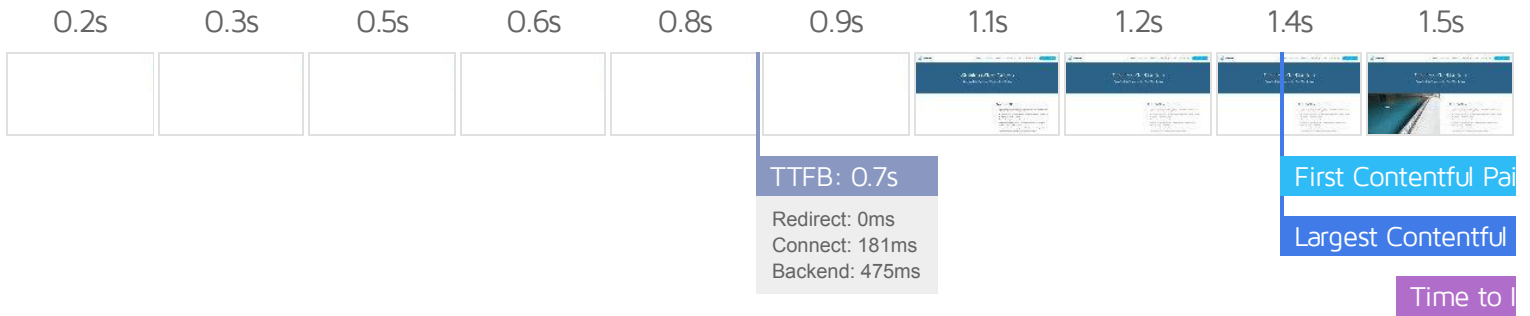 0.2s 0.3s 0.5s 0.6s 0.8s 0.9s 1.1s 1.2s 1.4s 1.5s
TTFB: 0.7s
Redirect: 0ms
Connect: 181ms
Backend: 475ms
First Contentful Pai
Largest Contentful
Time to I